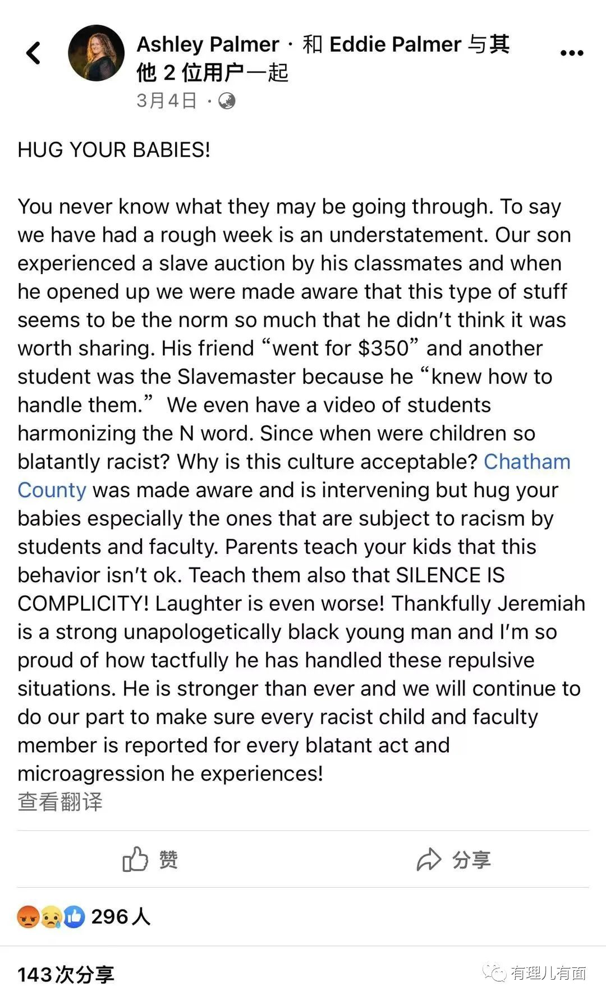 Ashley Palmer · 和 Eddie Palmer 与其
他 2 位用户一起
3月4日 ·
HUG YOUR BABIES!
You never know what they may be going through. To say
we have had a rough week is an understatement. Our son
experienced a slave auction by his classmates and when
he opened up we were made aware that this type of stuff
seems to be the norm so much that he didn’t think it was
worth sharing. His friend “went for $350” and another
student was the Slavemaster because he “knew how to
handle them.” We even have a video of students
harmonizing the N word. Since when were children so
blatantly racist? Why is this culture acceptable? Chatham
County was made aware and is intervening but hug your
babies especially the ones that are subject to racism by
students and faculty. Parents teach your kids that this
behavior isn’t ok. Teach them also that SILENCE IS
COMPLICITY! Laughter is even worse! Thankfully Jeremiah
is a strong unapologetically black young man and I’m so
proud of how tactfully he has handled these repulsive
situations. He is stronger than ever and we will continue to
do our part to make sure every racist child and faculty
member is reported for every blatant act and
microagression he experiences!
查看翻译
赞 分享
296人
143次分享
有理儿有面